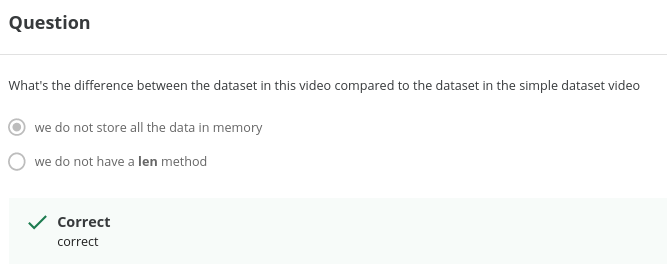 Question
What's the difference between the dataset in this video compared to the dataset in the simple dataset video
we do not store all the data in memory
we do not have a len method
Correct
correct